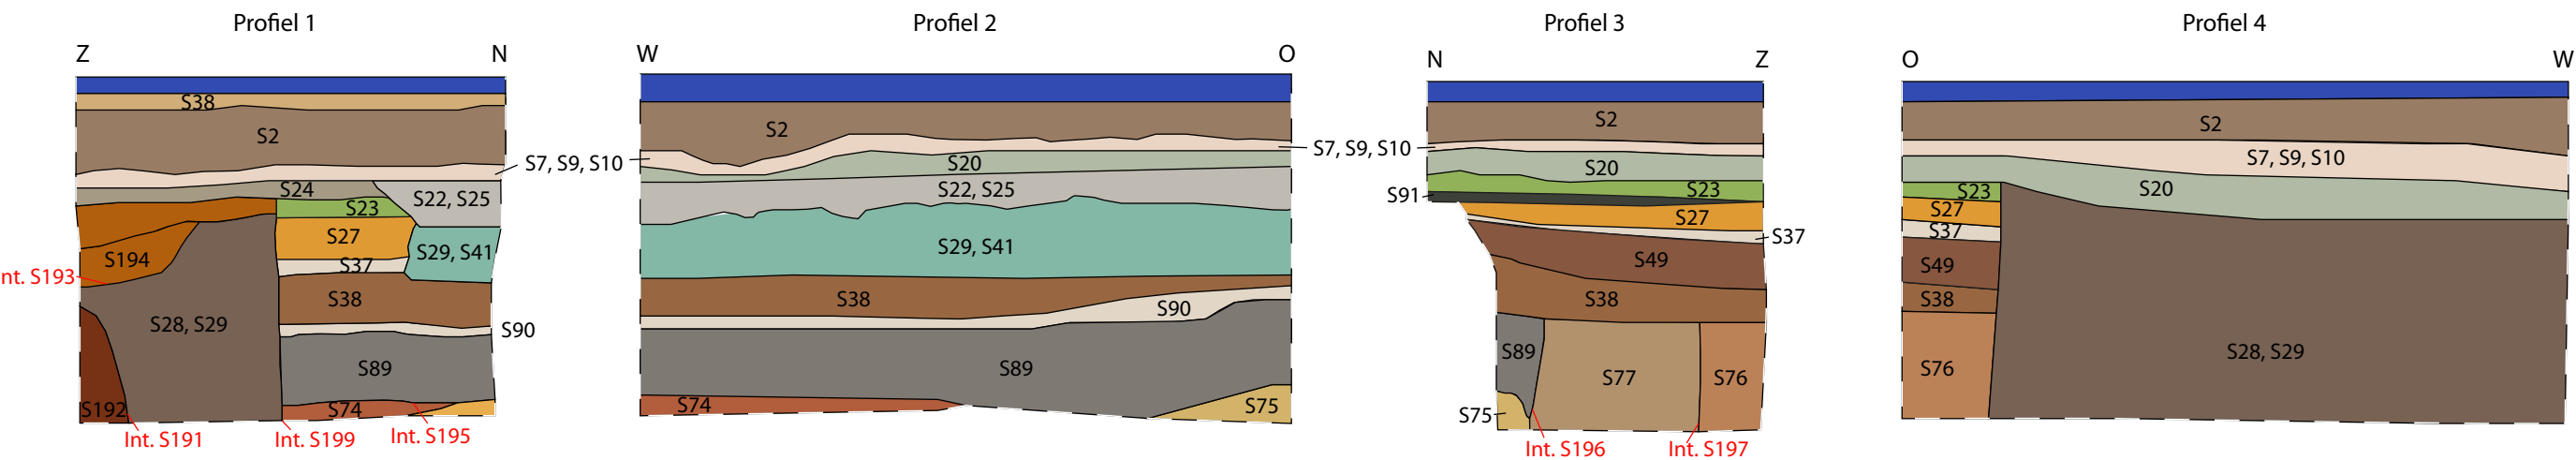 Profiel 1
Z N
S38
S2
S7, S9, S10
S24
S22, S25
S23
S27
S29, S41
S194
S37
nt. S193
S38
S28, S29
S90
S89
S192
S74
Int. S191
Int. S199
Int. S195
Profiel 2
W O
S2
S20
S22, S25
S29, S41
S38
S90
S89
S74
S75
Profiel 3
N Z
S2
S7, S9, S10
S20
S23
S91
S27
S37
S49
S38
S89
S77
S76
S75
Int. S196
Int. S197
Profiel 4
O W
S2
S7, S9, S10
S20
S23
S27
S37
S49
S38
S28, S29
S76